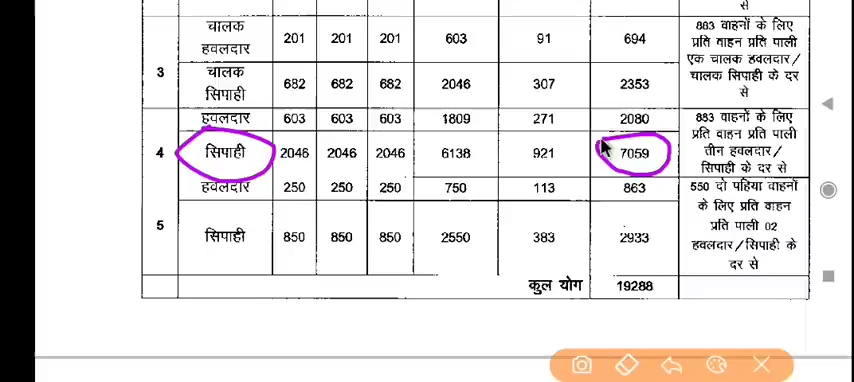 से
चालक
हवलदार 201 201 201 603 91 694
883 वाहनों के लिए
प्रति वाहन प्रति पाली
एक चालक हवलदार/
चालक सिपाही के दर
से
3
चालक
सिपाही 682 682 682 2046 307 2353
हवलदार 603 603 603 1809 271 2080
883 वाहनों के लिए
प्रति वाहन प्रति पाली
तीन हवलदार/
सिपाही के दर से
4 सिपाही 2046 2046 2046 6138 921 7059
हवलदार 250 250 250 750 113 863
550 दो पहिया वाहनों
के लिए प्रति वाहन
प्रति पाली 02
हवलदार/सिपाही के
दर से
5 सिपाही 850 850 850 2550 383 2933
कुल योग 19288